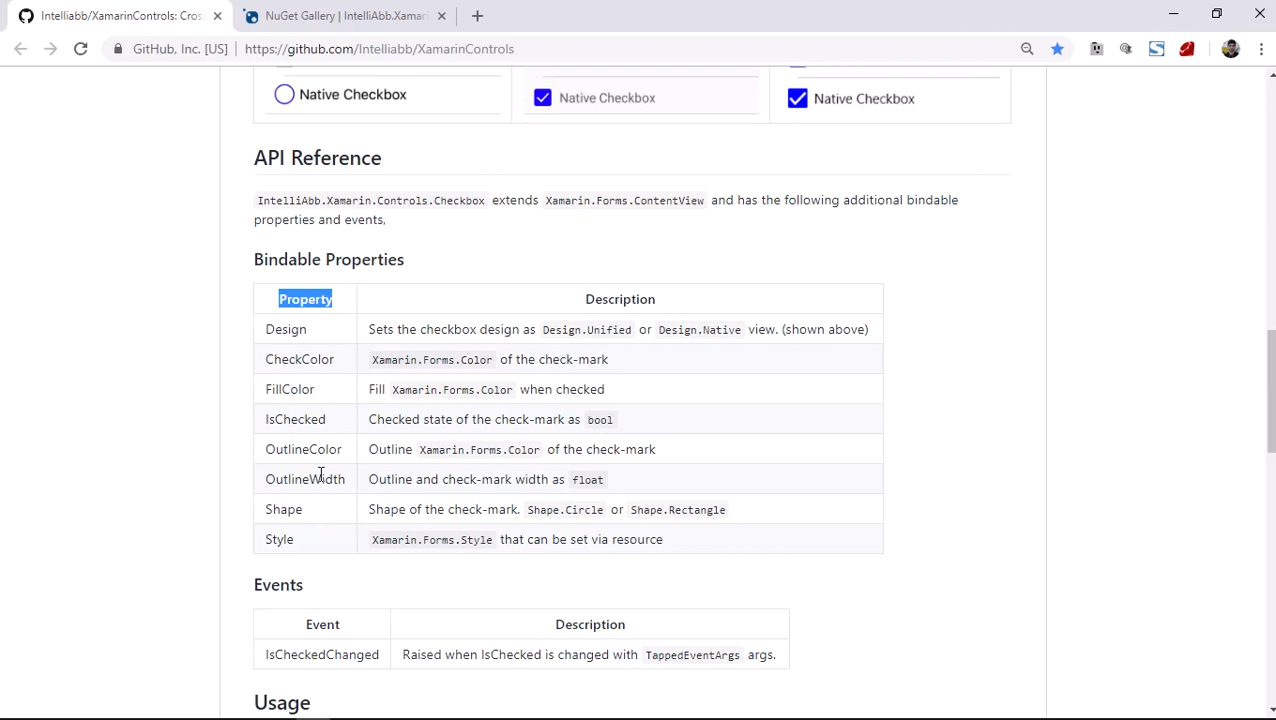 Intelliabb/XamarinControls: Cros
NuGet Gallery | IntelliAbb.Xamari
GitHub, Inc. [US] https://github.com/Intelliabb/XamarinControls
Native Checkbox Native Checkbox Native Checkbox
API Reference
IntelliAbb.Xamarin.Controls.Checkbox extends Xamarin.Forms.ContentView and has the following additional bindable
properties and events,
Bindable Properties
Property Description
Design Sets the checkbox design as Design.Unified or Design.Native view. (shown above)
CheckColor Xamarin.Forms.Color of the check-mark
FillColor Fill Xamarin.Forms.Color when checked
IsChecked Checked state of the check-mark as bool
OutlineColor Outline Xamarin.Forms.Color of the check-mark
OutlineWidth Outline and check-mark width as float
Shape Shape of the check-mark. Shape.Circle or Shape.Rectangle
Style Xamarin.Forms.Style that can be set via resource
Events
Event Description
IsCheckedChanged Raised when IsChecked is changed with TappedEventArgs args.
Usage